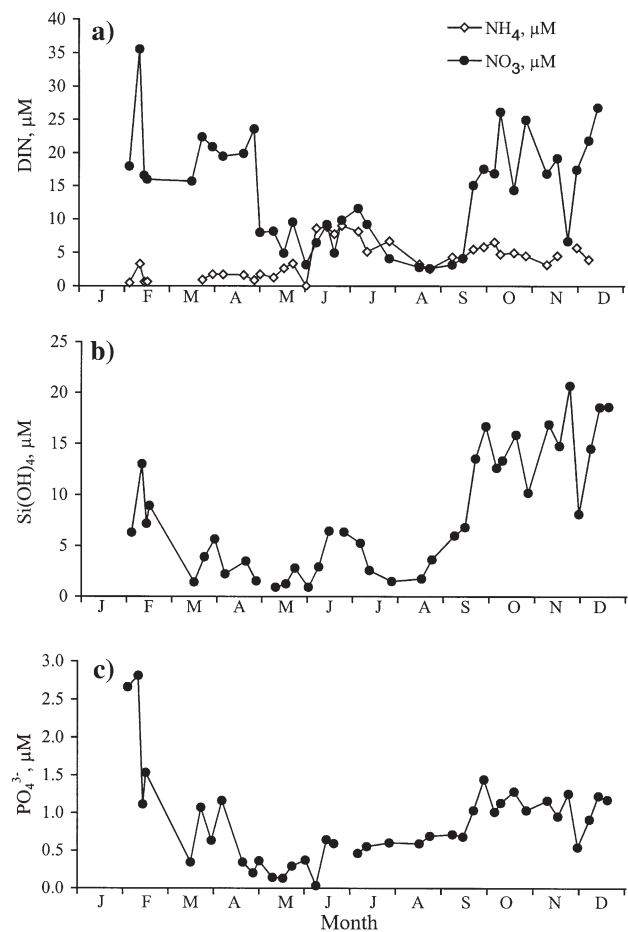 a)
NH4, µM
NO3, µM
DIN, µM
40
35
30
25
20
15
10
5
0
J F M A M J J A S O N D
b)
Si(OH)4, µM
25
20
15
10
5
0
J F M A M J J A S O N D
c)
PO4 3-, µM
3.0
2.5
2.0
1.5
1.0
0.5
0.0
J F M A M J J A S O N D
Month